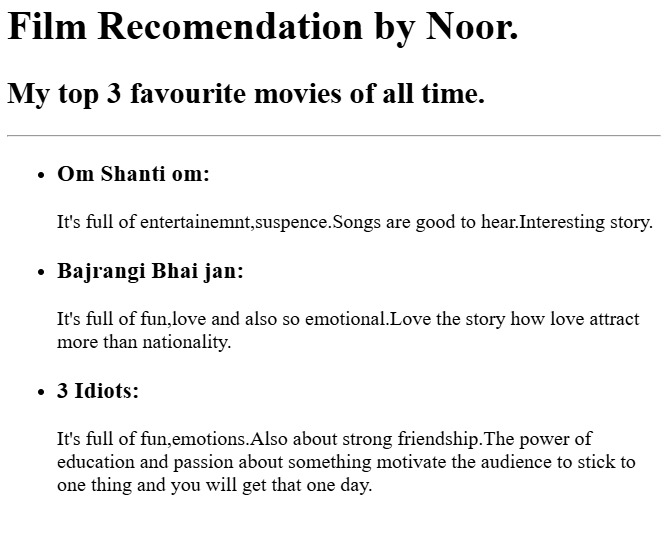 Film Recomendation by Noor.
My top 3 favourite movies of all time.
Om Shanti om:
It's full of entertainemnt,suspence.Songs are good to hear.Interesting story.
Bajrangi Bhai jan:
It's full of fun,love and also so emotional.Love the story how love attract
more than nationality.
3 Idiots:
It's full of fun,emotions.Also about strong friendship.The power of
education and passion about something motivate the audience to stick to
one thing and you will get that one day.